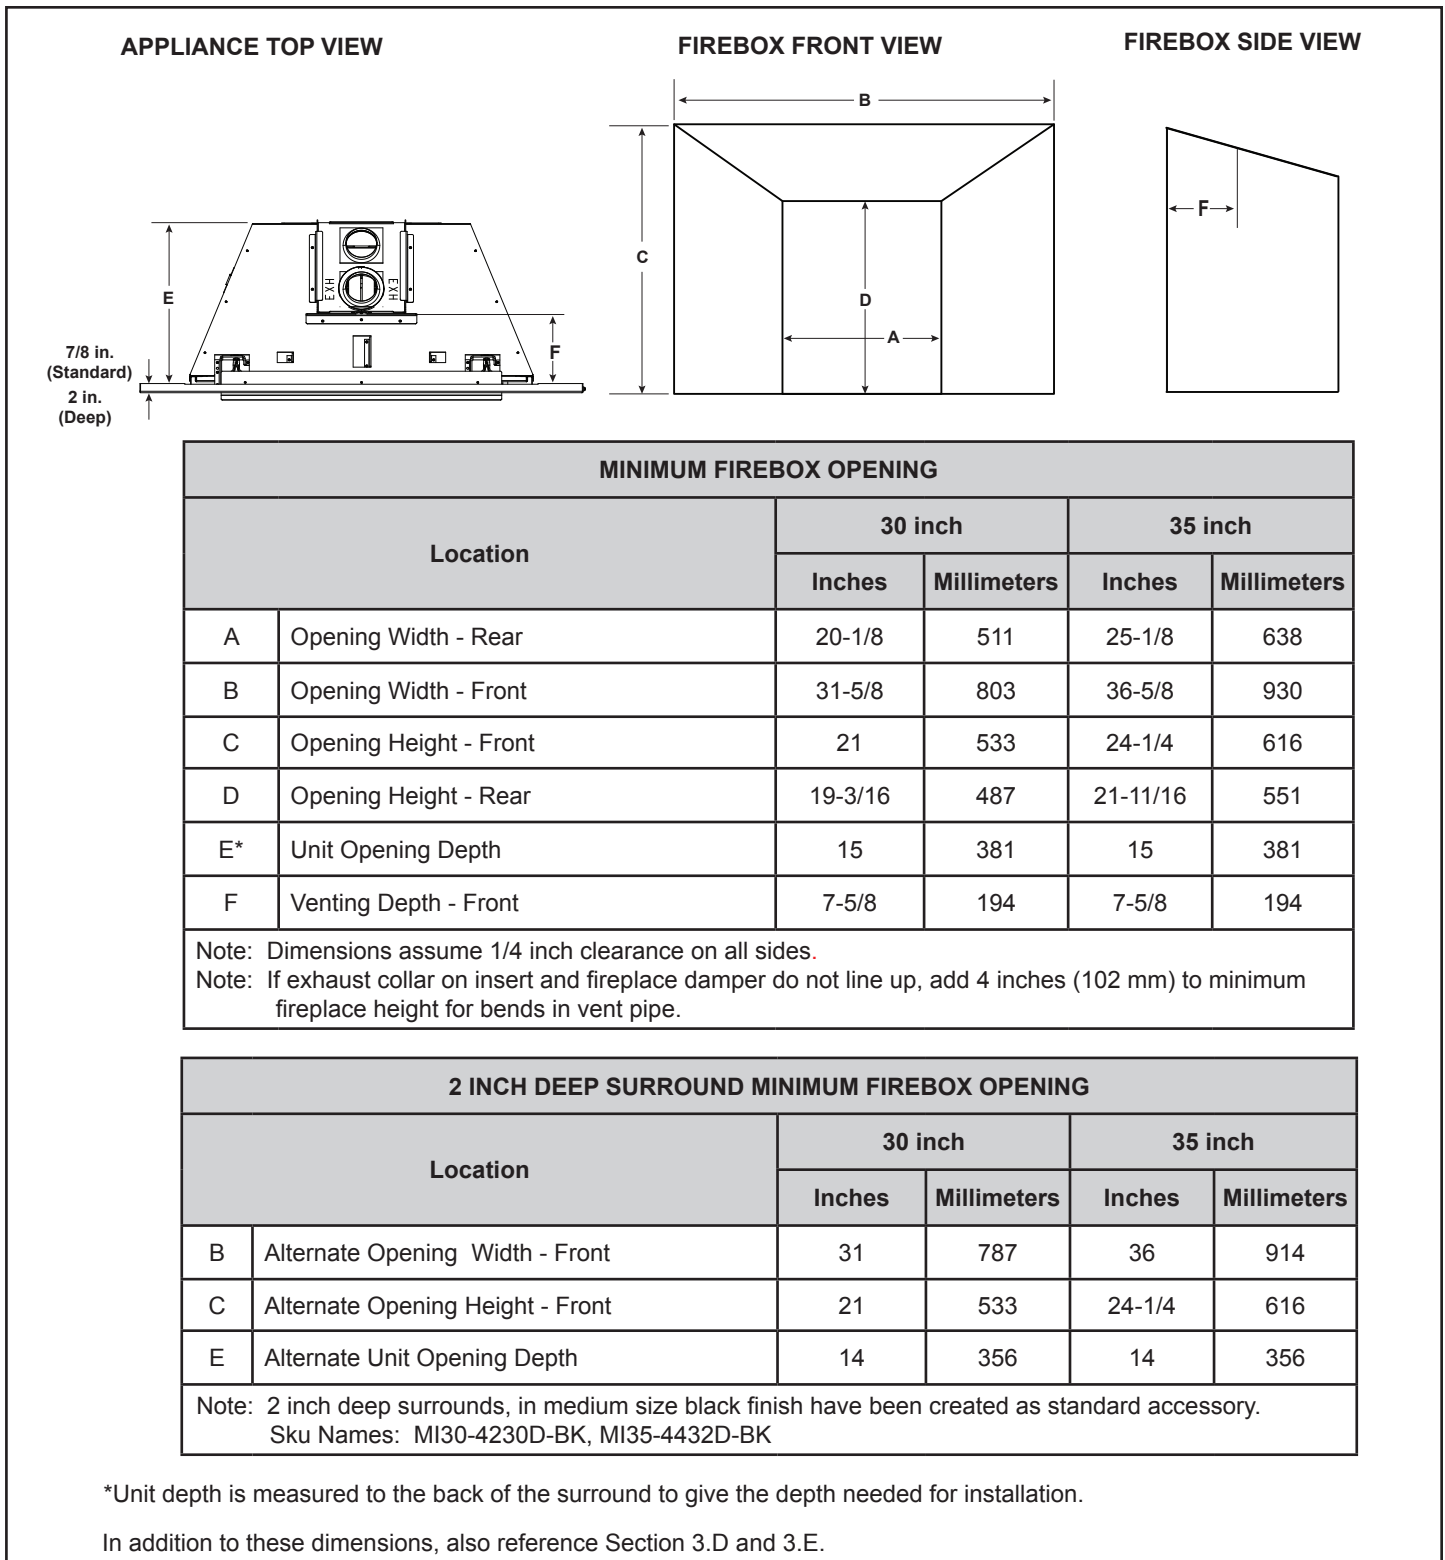 APPLIANCE TOP VIEW
FIREBOX FRONT VIEW
FIREBOX SIDE VIEW
E
EXH
EXH
F
7/8 in.
(Standard)
2 in.
(Deep)
B
C
D
A
F
MINIMUM FIREBOX OPENING
Location 30 inch 35 inch
Inches Millimeters Inches Millimeters
A Opening Width - Rear 20-1/8 511 25-1/8 638
B Opening Width - Front 31-5/8 803 36-5/8 930
C Opening Height - Front 21 533 24-1/4 616
D Opening Height - Rear 19-3/16 487 21-11/16 551
E* Unit Opening Depth 15 381 15 381
F Venting Depth - Front 7-5/8 194 7-5/8 194
Note: Dimensions assume 1/4 inch clearance on all sides.
Note: If exhaust collar on insert and fireplace damper do not line up, add 4 inches (102 mm) to minimum
fireplace height for bends in vent pipe.
2 INCH DEEP SURROUND MINIMUM FIREBOX OPENING
Location 30 inch 35 inch
Inches Millimeters Inches Millimeters
B Alternate Opening Width - Front 31 787 36 914
C Alternate Opening Height - Front 21 533 24-1/4 616
E Alternate Unit Opening Depth 14 356 14 356
Note: 2 inch deep surrounds, in medium size black finish have been created as standard accessory.
Sku Names: MI30-4230D-BK, MI35-4432D-BK
*Unit depth is measured to the back of the surround to give the depth needed for installation.
In addition to these dimensions, also reference Section 3.D and 3.E.